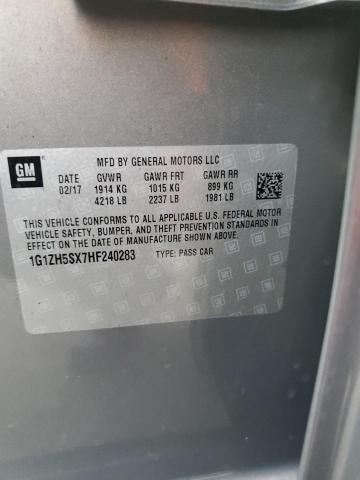 GM
MFD BY GENERAL MOTORS LLC
DATE GVWR GAWR FRT GAWR RR
02/17 1914 KG 1015 KG 899 KG
4218 LB 2237 LB 1981 LB
THIS VEHICLE CONFORMS TO ALL APPLICABLE U.S. FEDERAL MOTOR
VEHICLE SAFETY, BUMPER, AND THEFT PREVENTION STANDARDS IN
EFFECT ON THE DATE OF MANUFACTURE SHOWN ABOVE.
1G1ZH5SX7HF240283 TYPE: PASS CAR